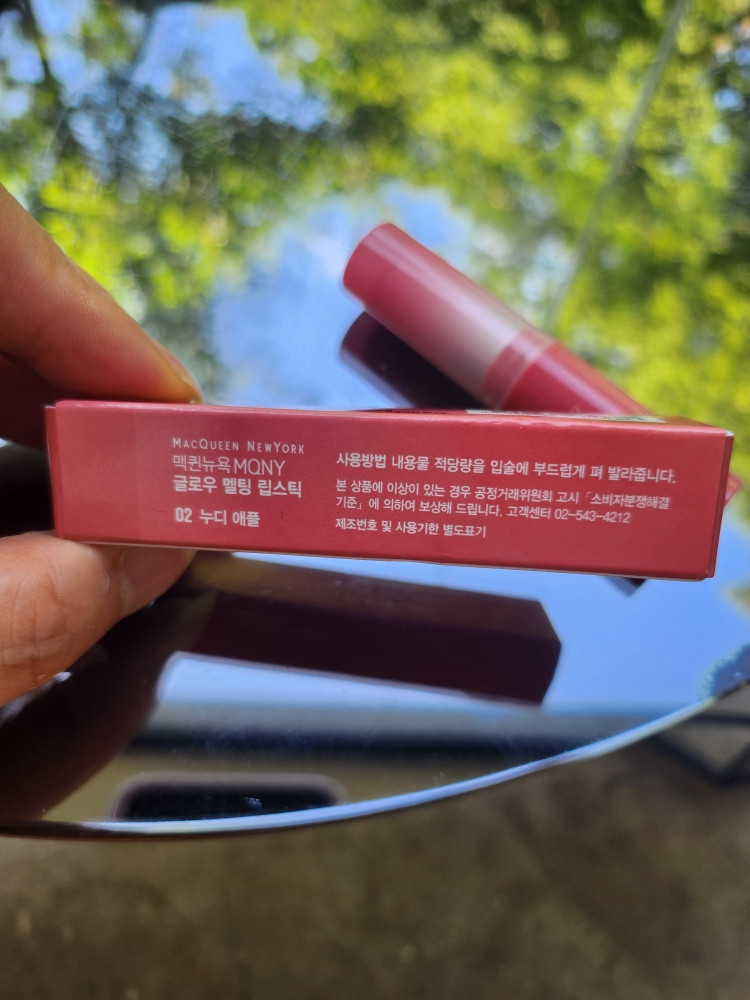 MACQUEEN NEWYORK
맥퀸뉴욕 MQNY
글로우 멜팅 립스틱
02 누디 애플
사용방법 내용물 적당량을 입술에 부드럽게 펴 발라줍니다.
본 상품에 이상이 있는 경우 공정거래위원회 고시 「소비자분쟁해결
기준」에 의하여 보상해 드립니다. 고객센터 02-543-4212
제조번호 및 사용기한 별도표기